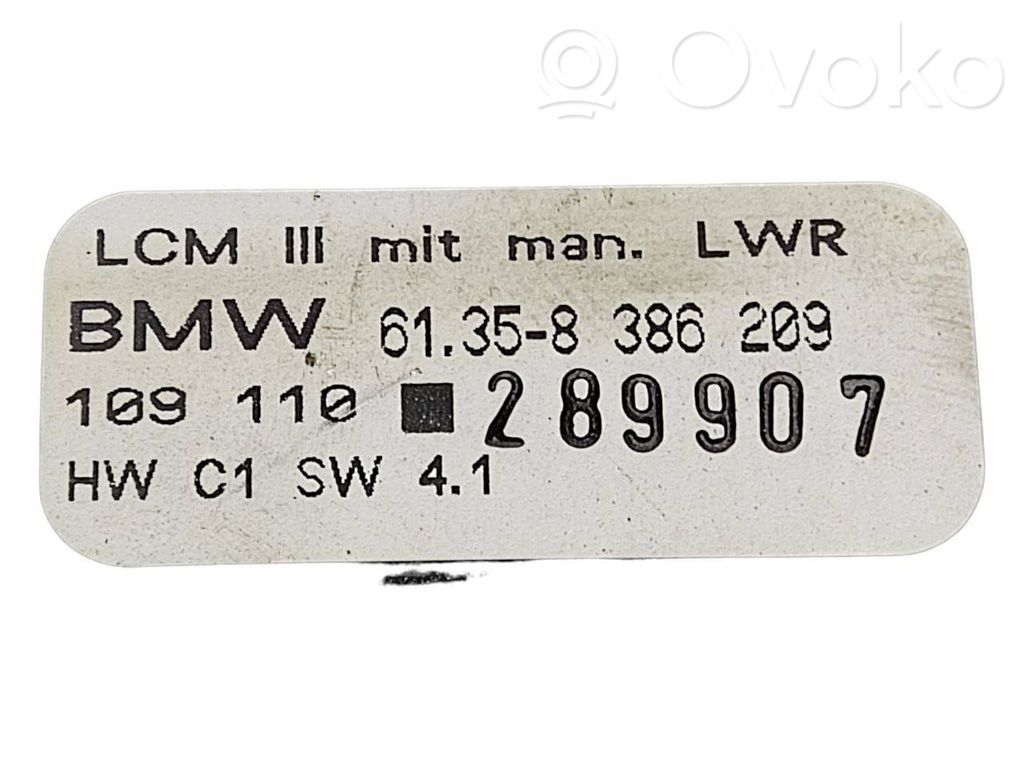 Ovoko
LCM III mit man. LWR
BMW 61.35-8 386 209
109 110 ■ 289907
HW C1 SW 4.1